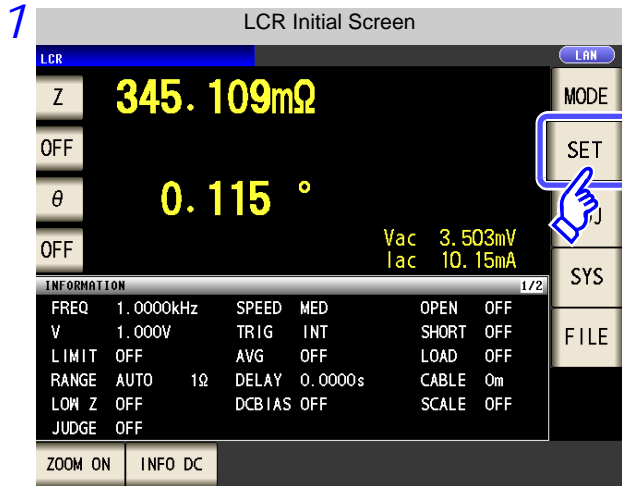 1
LCR Initial Screen
LCR
LAN
Z 345.109mΩ
MODE
OFF
SET
θ 0.115 °
OFF
Vac 3.503mV
Iac 10.15mA
SYS
INFORMATION 1/2
FREQ 1.0000kHz SPEED MED OPEN OFF
V 1.000V TRIG INT SHORT OFF
FILE
LIMIT OFF AVG OFF LOAD OFF
RANGE AUTO 1Ω DELAY 0.0000s CABLE 0m
LOW Z OFF DCBIAS OFF SCALE OFF
JUDGE OFF
ZOOM ON INFO DC